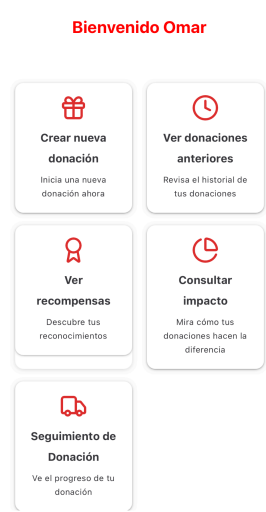 Bienvenido Omar
Crear nueva
donación
Inicia una nueva
donación ahora
Ver donaciones
anteriores
Revisa el historial de
tus donaciones
Ver
recompensas
Descubre tus
reconocimientos
Consultar
impacto
Mira cómo tus
donaciones hacen la
diferencia
Seguimiento de
Donación
Ve el progreso de tu
donación